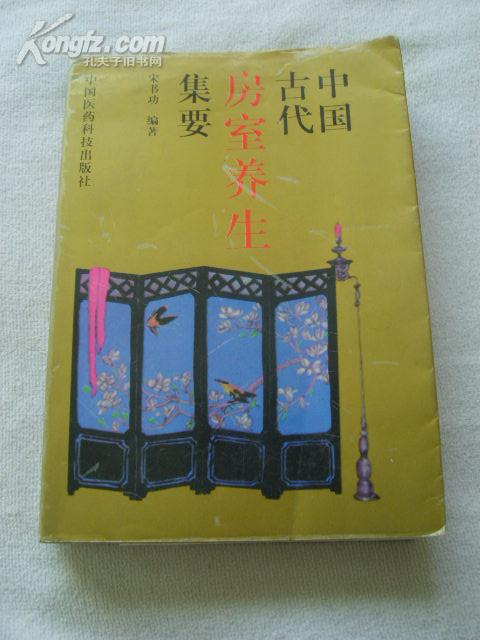 Kongfz.com
孔夫子旧书网
中国
古代
房室养生
集要
宋书功 编著
中国医药科技出版社